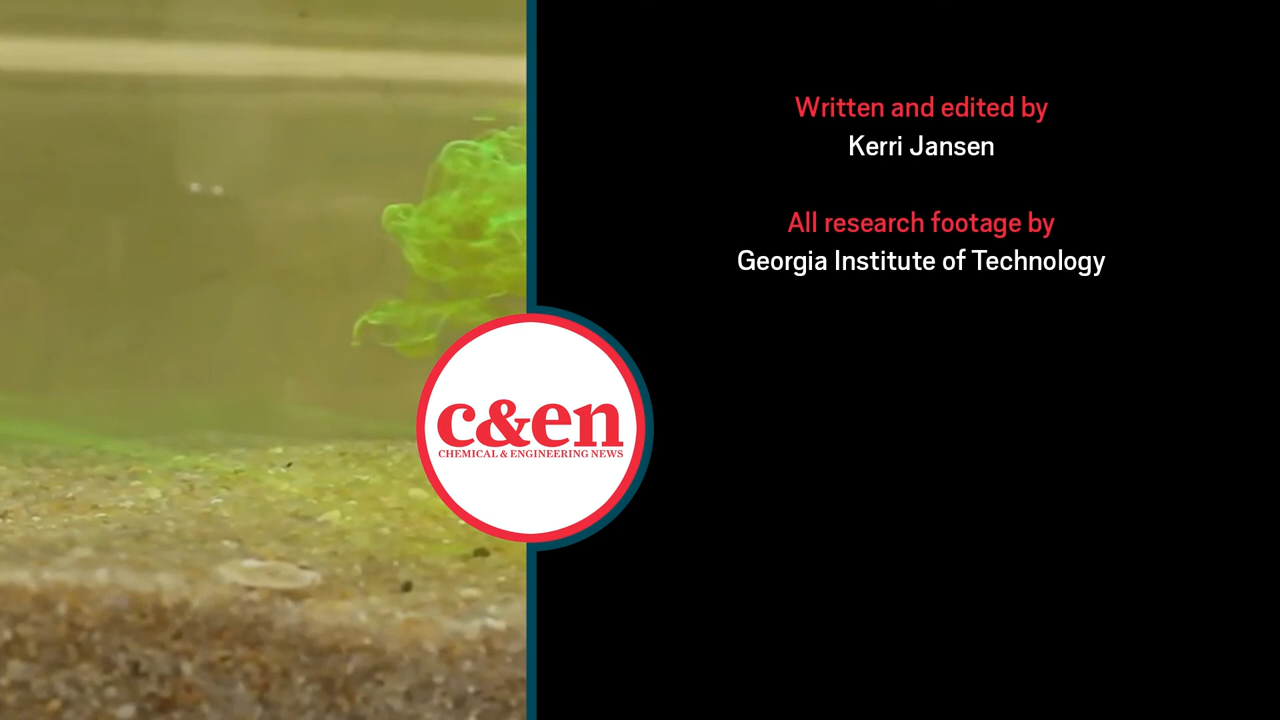 Written and edited by
Kerri Jansen
All research footage by
Georgia Institute of Technology
c&en
CHEMICAL & ENGINEERING NEWS